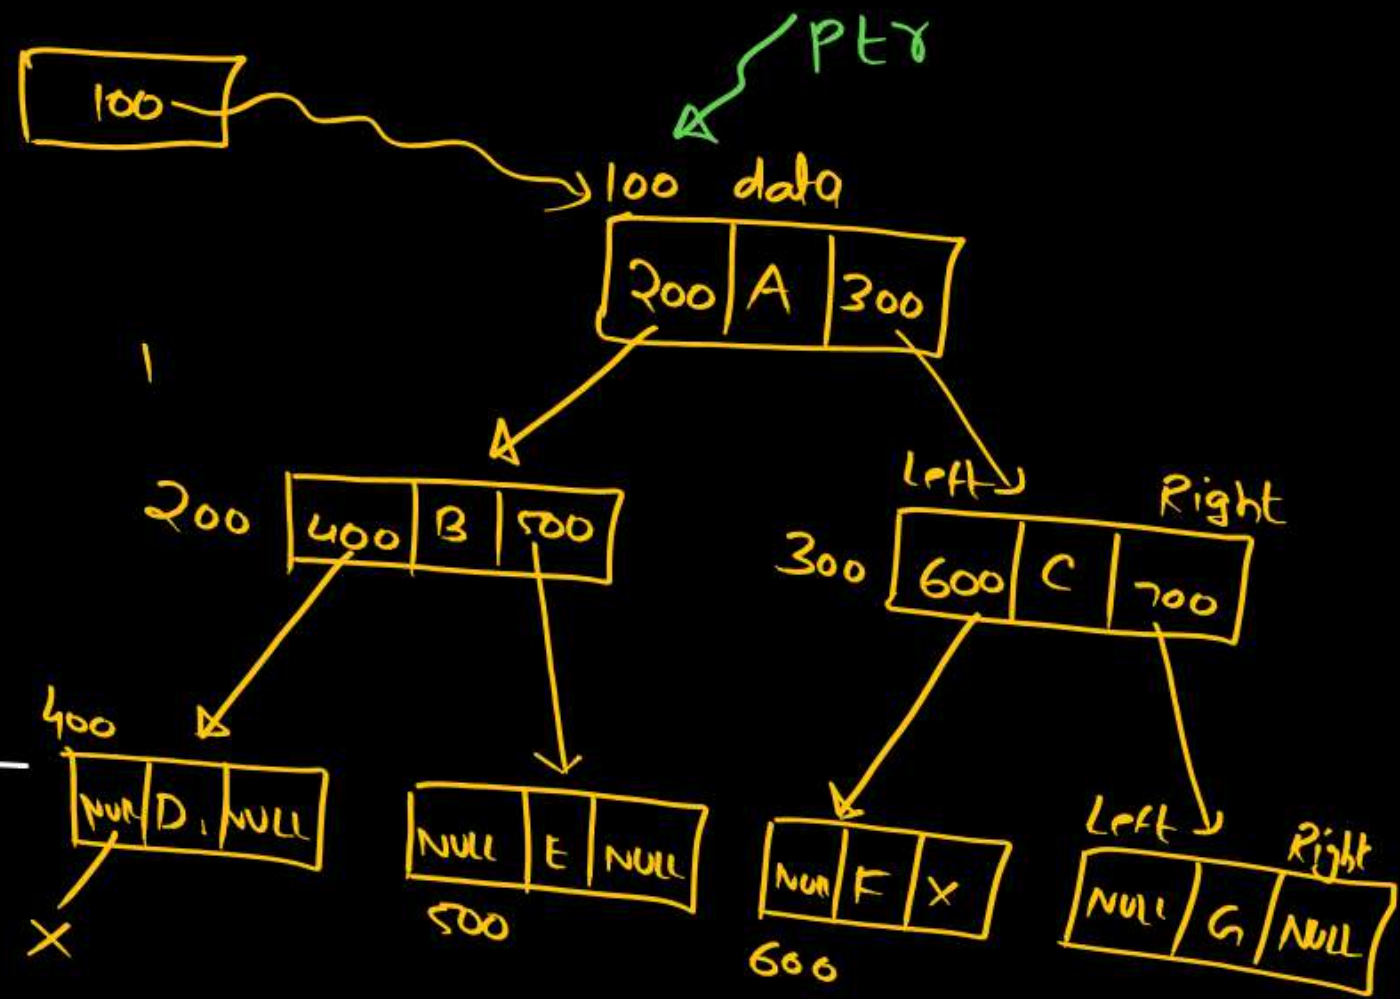 ptr
100
100 data
200 A 300
Left Right
200 400 B 500
300 600 C 700
400
NULL D NULL
NULL E NULL
NULL F X
Left Right
NULL G NULL
500
600
X